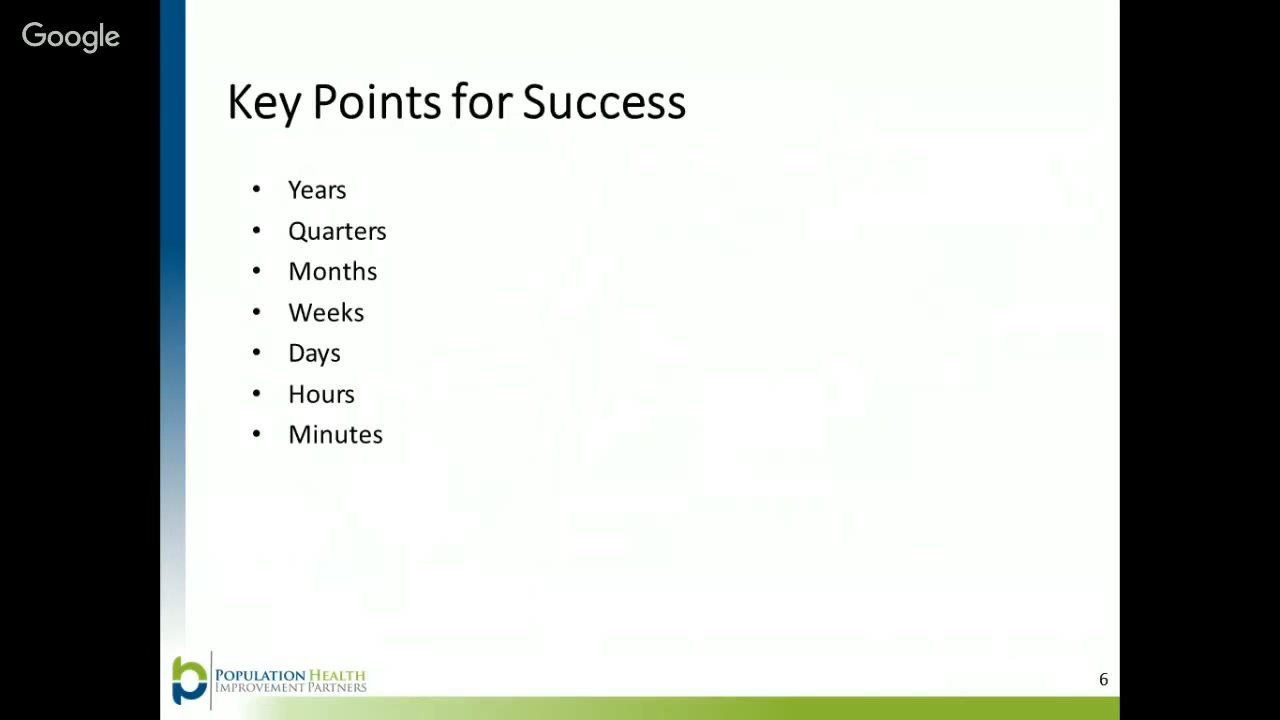 Google
Key Points for Success
• Years
• Quarters
• Months
• Weeks
• Days
• Hours
• Minutes
POPULATION HEALTH
IMPROVEMENT PARTNERS
6